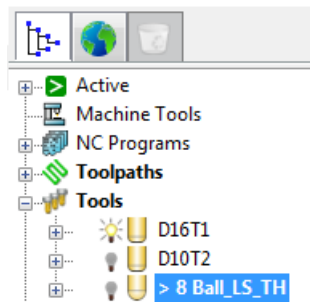 Active
Machine Tools
NC Programs
Toolpaths
Tools
D16T1
D10T2
> 8 Ball_LS_TH